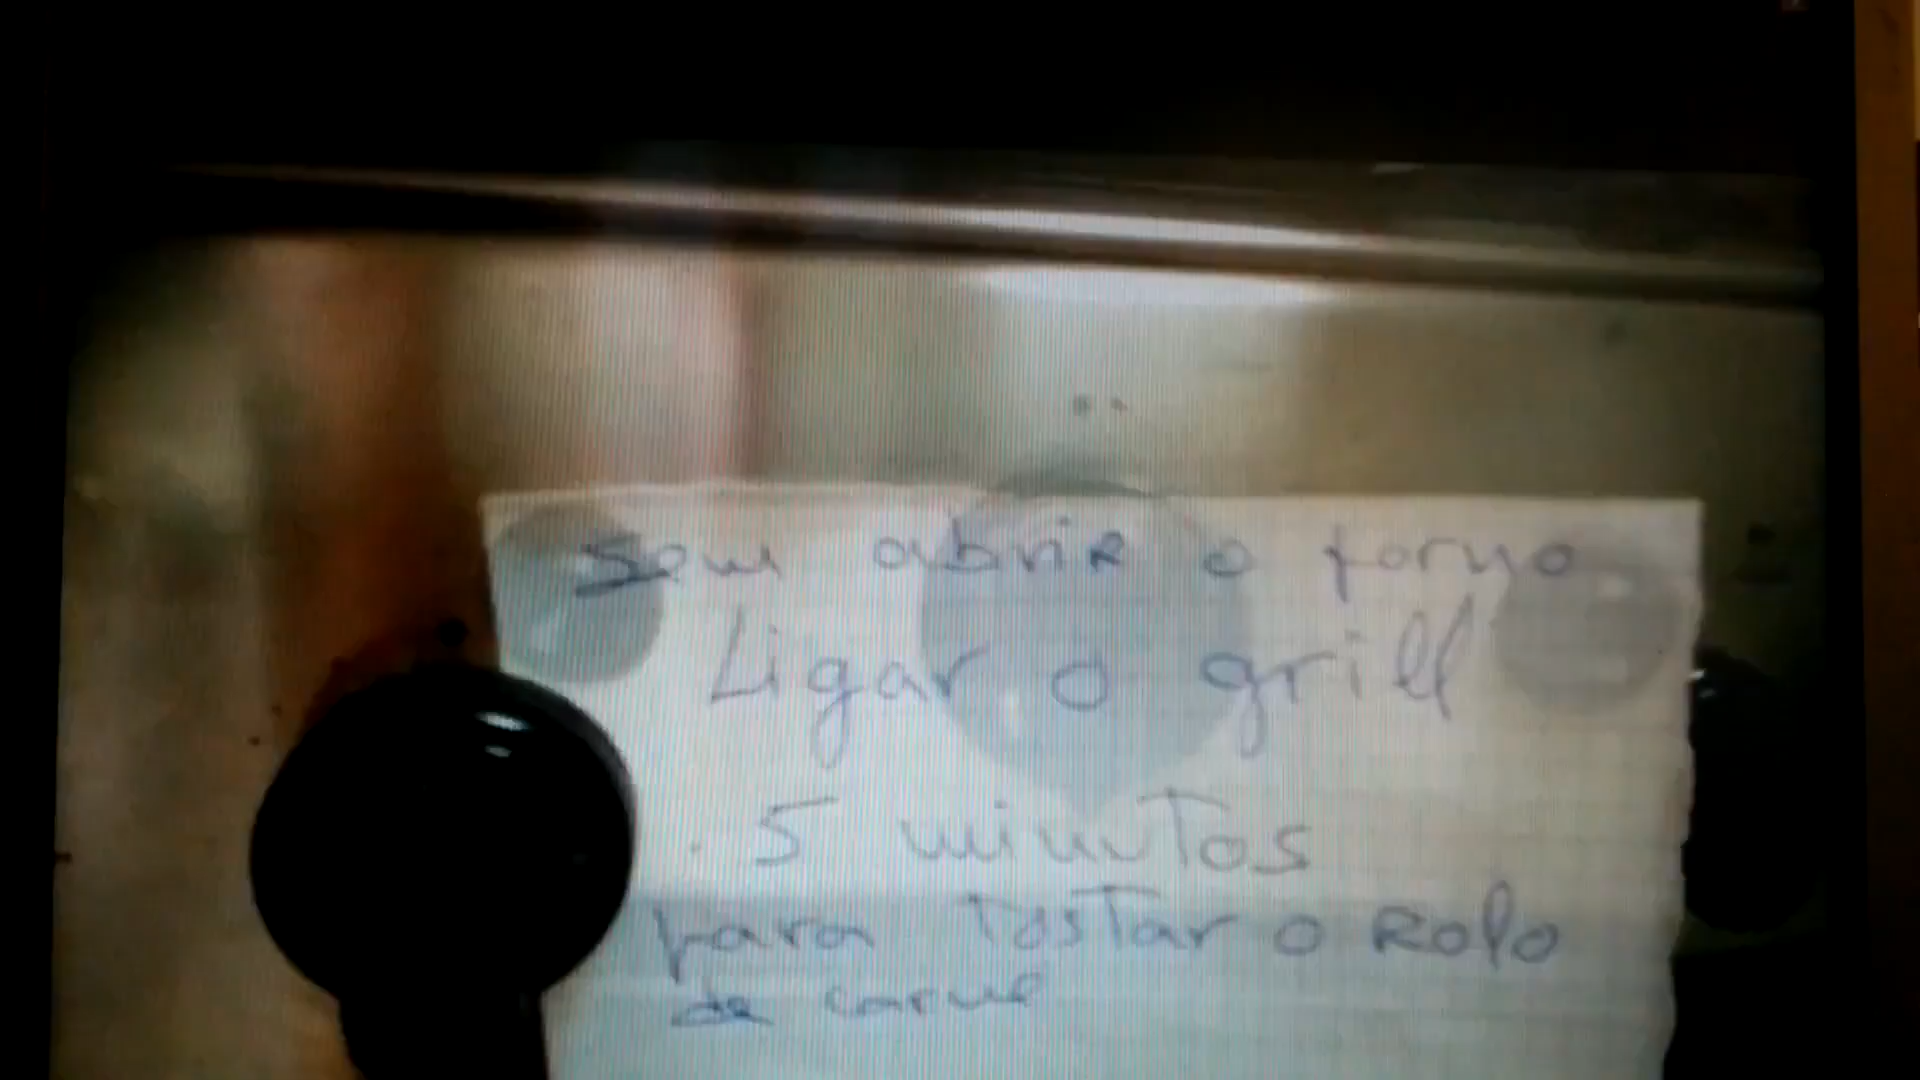 Sem abrir o forno
Ligar o grill
. 5 minutos
para Tostar o Rolo
de carne